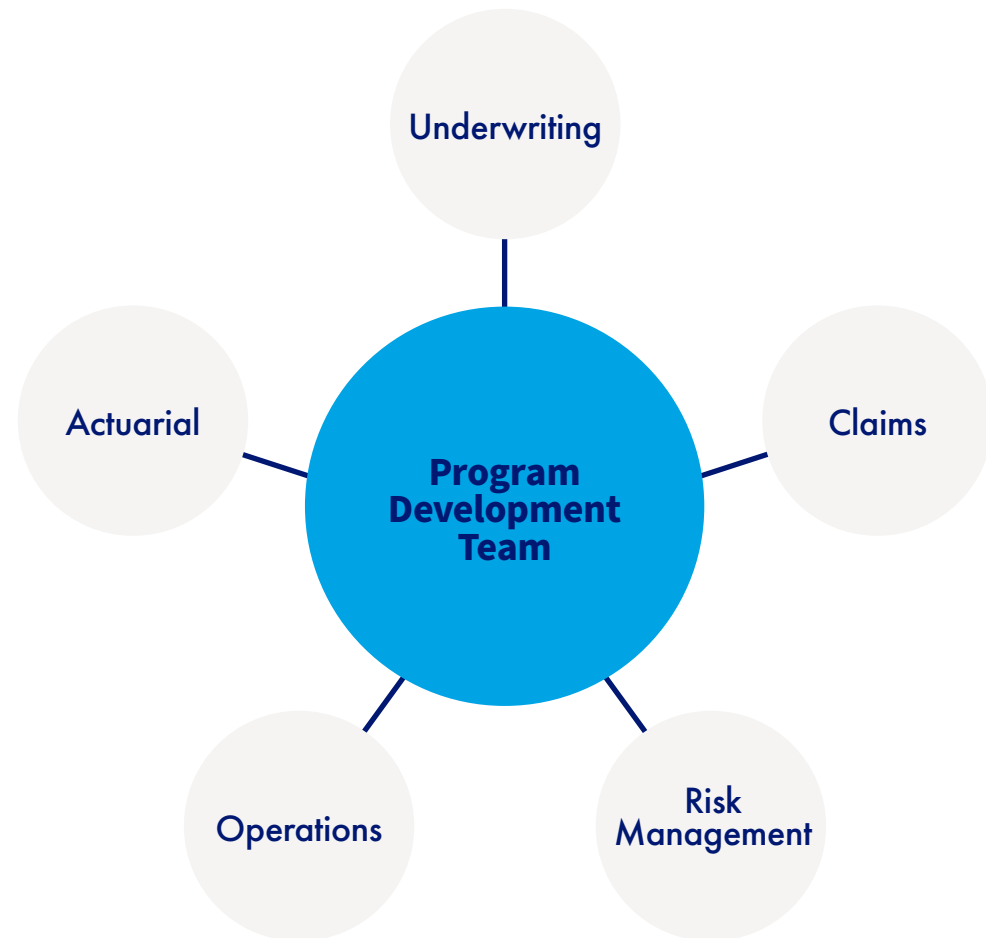 Underwriting
Actuarial
Claims
Program
Development
Team
Operations
Risk
Management